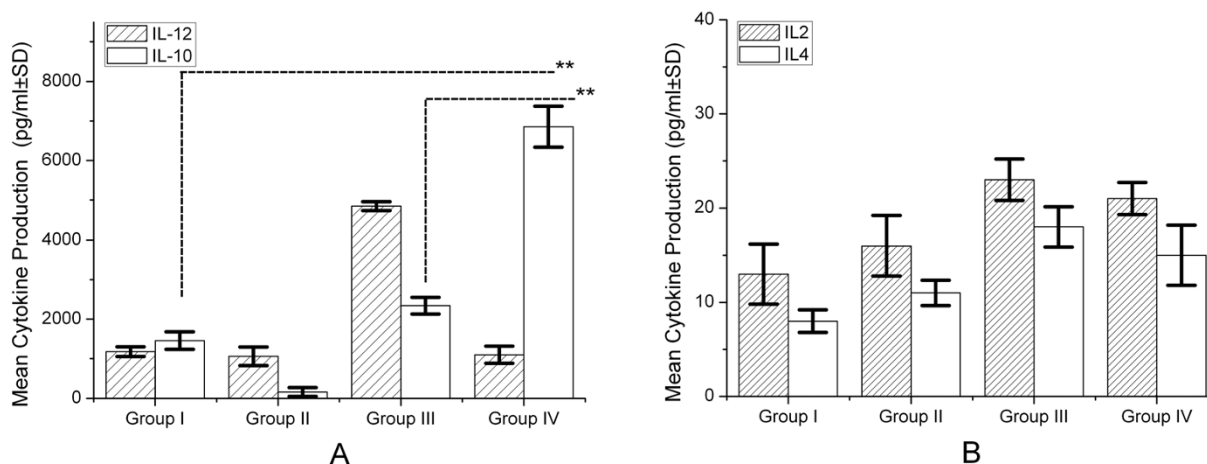 IL-12
IL-10
**
**
8000
6000
4000
2000
0
Mean Cytokine Production (pg/ml±SD)
Group I
Group II
Group III
Group IV
A
IL2
IL4
40
30
20
10
0
Mean Cytokine Production (pg/ml±SD)
Group I
Group II
Group III
Group IV
B